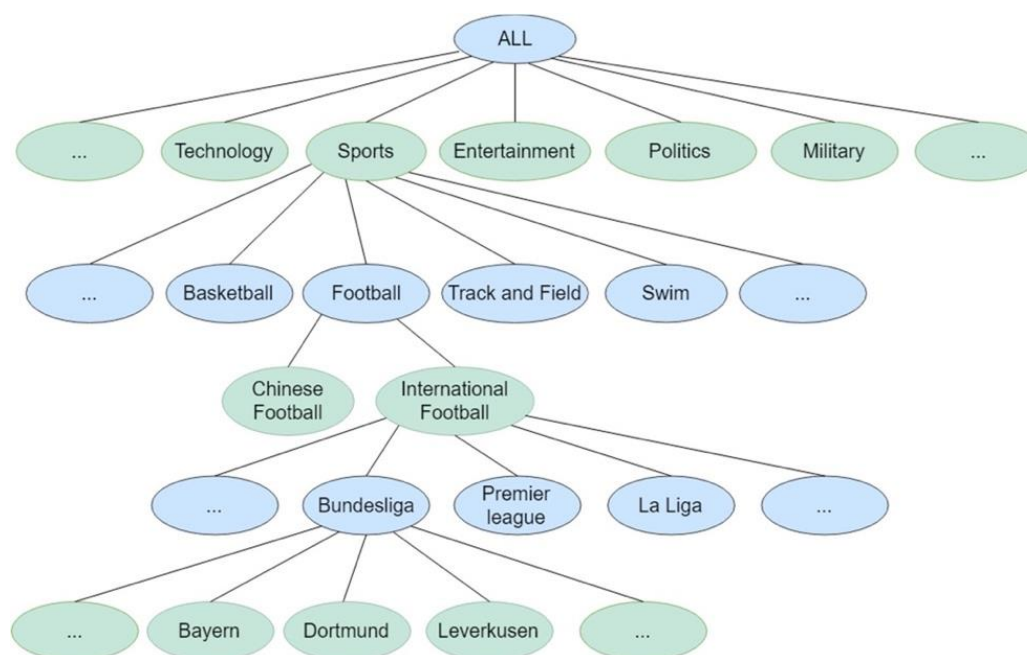 ALL
...
Technology
Sports
Entertainment
Politics
Military
...
...
Basketball
Football
Track and Field
Swim
...
Chinese
Football
International
Football
...
Bundesliga
Premier
league
La Liga
...
...
Bayern
Dortmund
Leverkusen
...